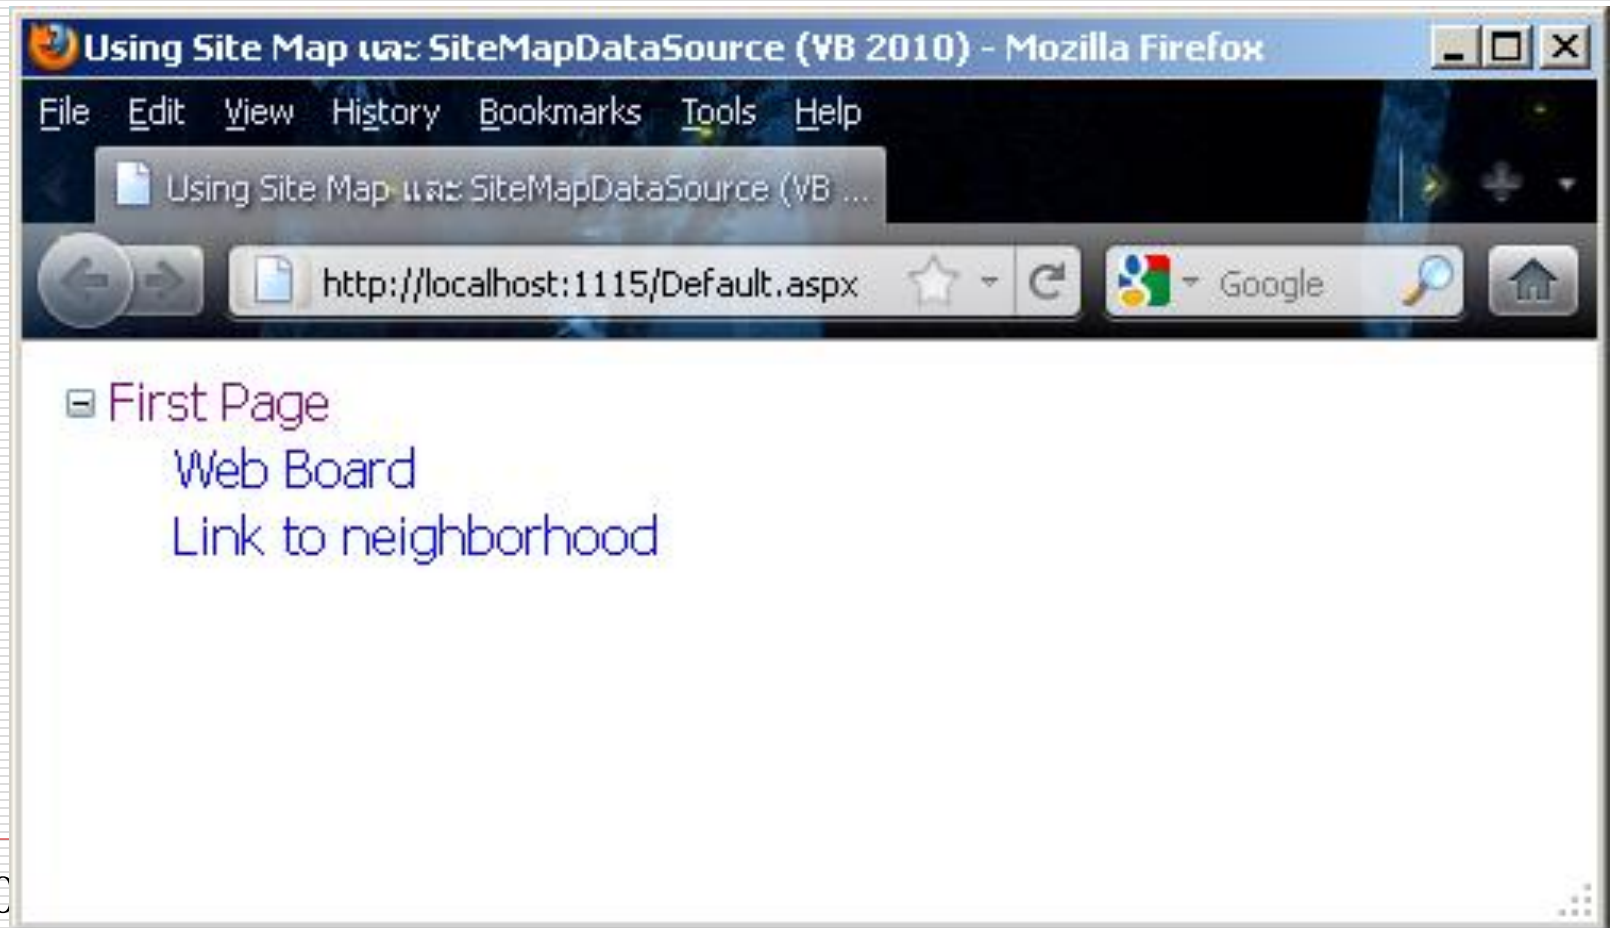 Using Site Map และ SiteMapDataSource (VB 2010) - Mozilla Firefox
File Edit View History Bookmarks Tools Help
Using Site Map และ SiteMapDataSource (VB ...
http://localhost:1115/Default.aspx Google
First Page
Web Board
Link to neighborhood